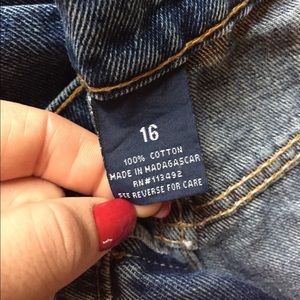 16
100% COTTON
MADE IN MADAGASCAR
RN#113492
SEE REVERSE FOR CARE